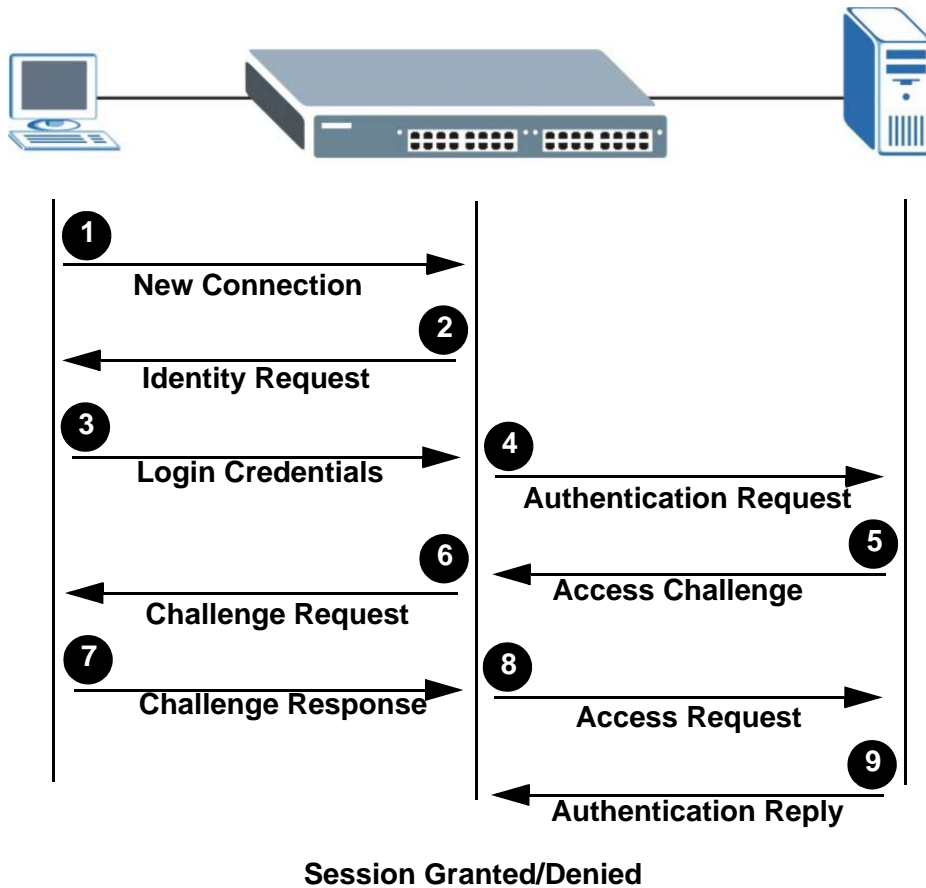 1
New Connection
2
Identity Request
3
Login Credentials
4
Authentication Request
5
Access Challenge
6
Challenge Request
7
Challenge Response
8
Access Request
9
Authentication Reply
Session Granted/Denied